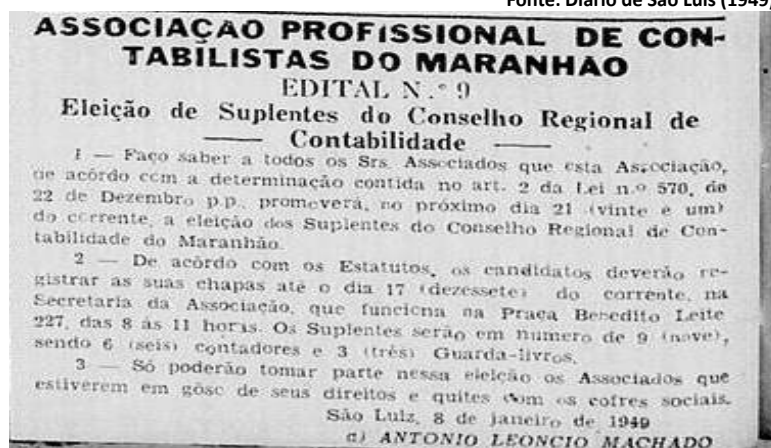 Fonte: Diário de São Luís (1949)
ASSOCIAÇÃO PROFISSIONAL DE CON-
TABILISTAS DO MARANHAO
EDITAL N.º 9
Eleição de Suplentes do Conselho Regional de
Contabilidade
1 — Faço saber a todos os Srs. Associados que esta Associação,
de acôrdo com a determinação contida no art. 2 da Lei n.º 570, de
22 de Dezembro p.p., promoverá, no próximo dia 21 (vinte e um)
do corrente, a eleição dos Suplentes do Conselho Regional de Con-
tabilidade do Maranhão.
2 — De acôrdo com os Estatutos, os candidatos deverão re-
gistrar as suas chapas até o dia 17 (dezessete) do corrente, na
Secretaria da Associação, que funciona na Praça Benedito Leite
227, das 8 às 11 horas. Os Suplentes serão em numero de 9 (nove),
sendo 6 (seis) contadores e 3 (três) Guarda-livros.
3 — Só poderão tomar parte nessa eleição os Associados que
estiverem em gôso de seus direitos e quites com os cofres sociais.
São Luiz, 8 de janeiro de 1949
a) ANTONIO LEONCIO MACHADO